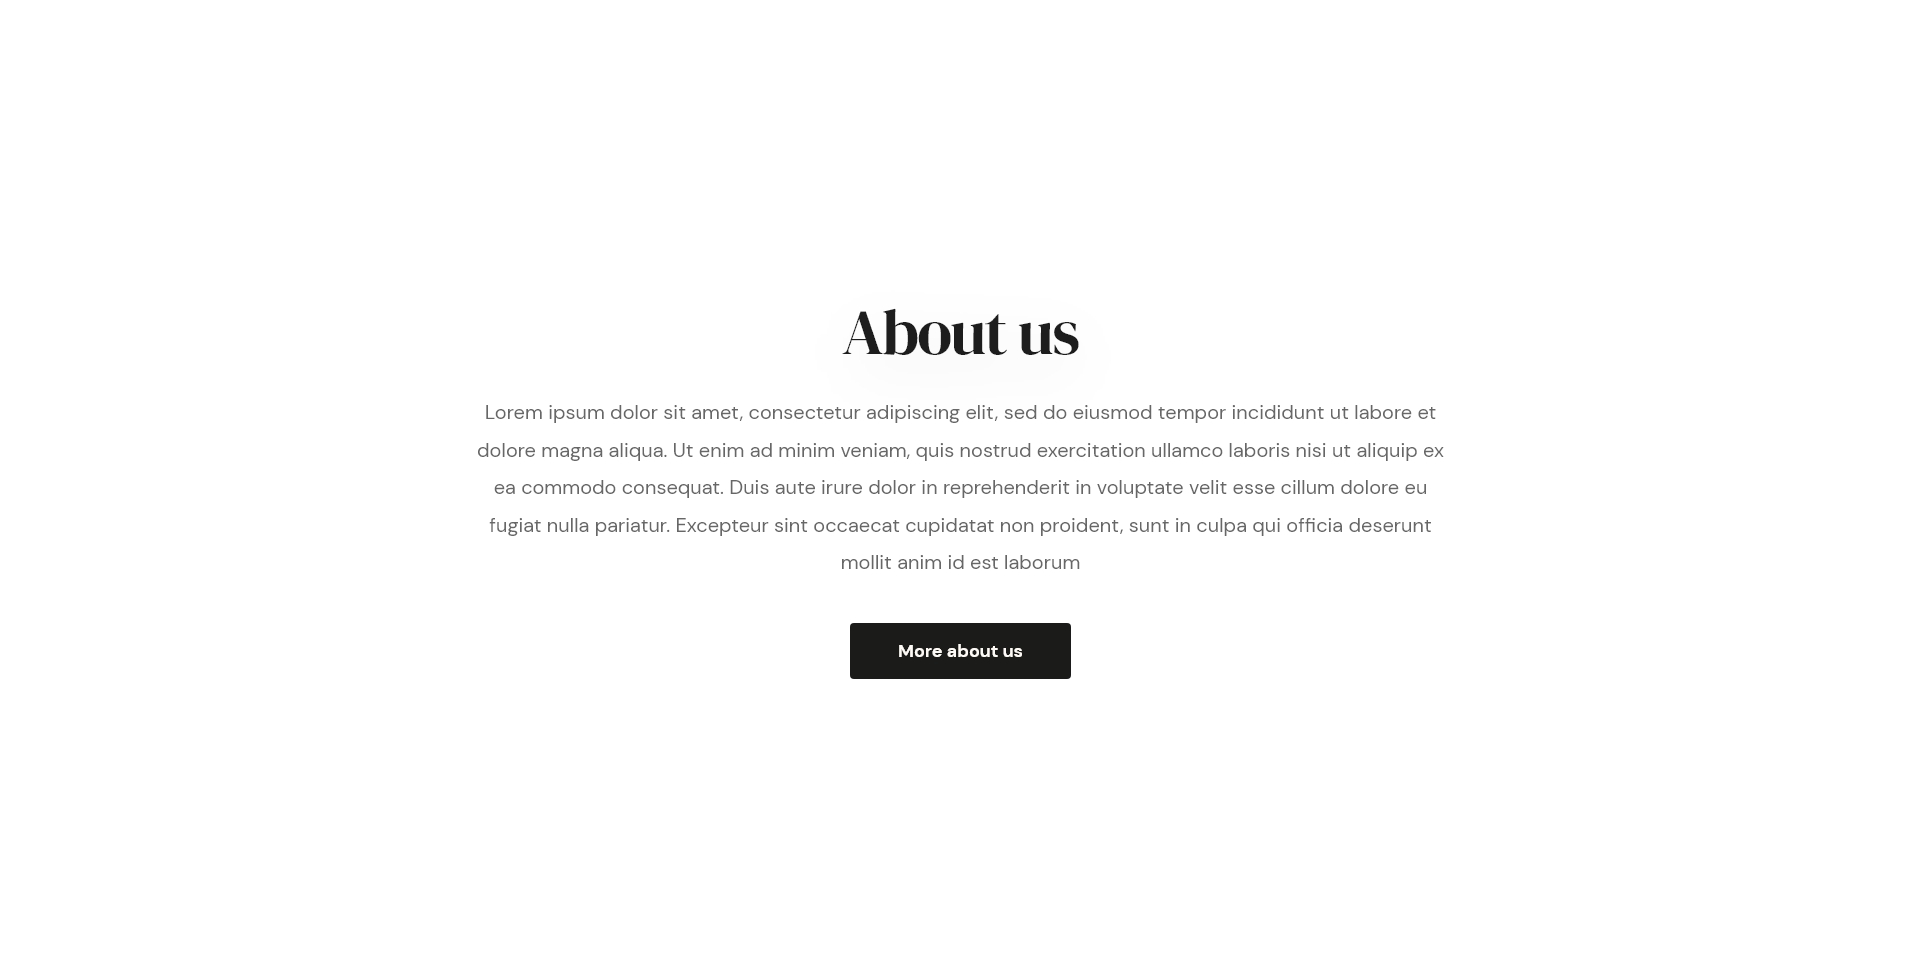 About us
Lorem ipsum dolor sit amet, consectetur adipiscing elit, sed do eiusmod tempor incididunt ut labore et
dolore magna aliqua. Ut enim ad minim veniam, quis nostrud exercitation ullamco laboris nisi ut aliquip ex
ea commodo consequat. Duis aute irure dolor in reprehenderit in voluptate velit esse cillum dolore eu
fugiat nulla pariatur. Excepteur sint occaecat cupidatat non proident, sunt in culpa qui officia deserunt
mollit anim id est laborum
More about us